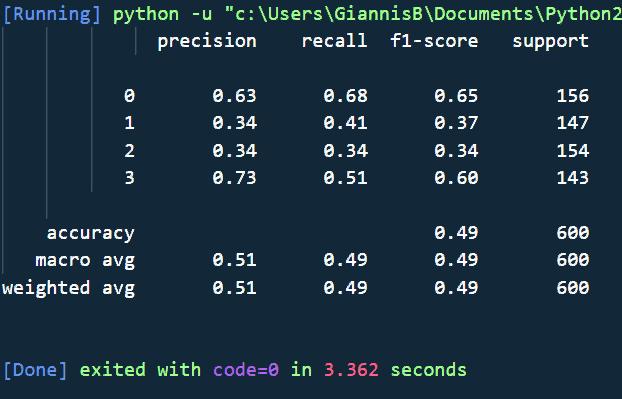 [Running] python -u "c:\Users\GiannisB\Documents\Python2
precision recall f1-score support
0 0.63 0.68 0.65 156
1 0.34 0.41 0.37 147
2 0.34 0.34 0.34 154
3 0.73 0.51 0.60 143
accuracy 0.49 600
macro avg 0.51 0.49 0.49 600
weighted avg 0.51 0.49 0.49 600
[Done] exited with code=0 in 3.362 seconds